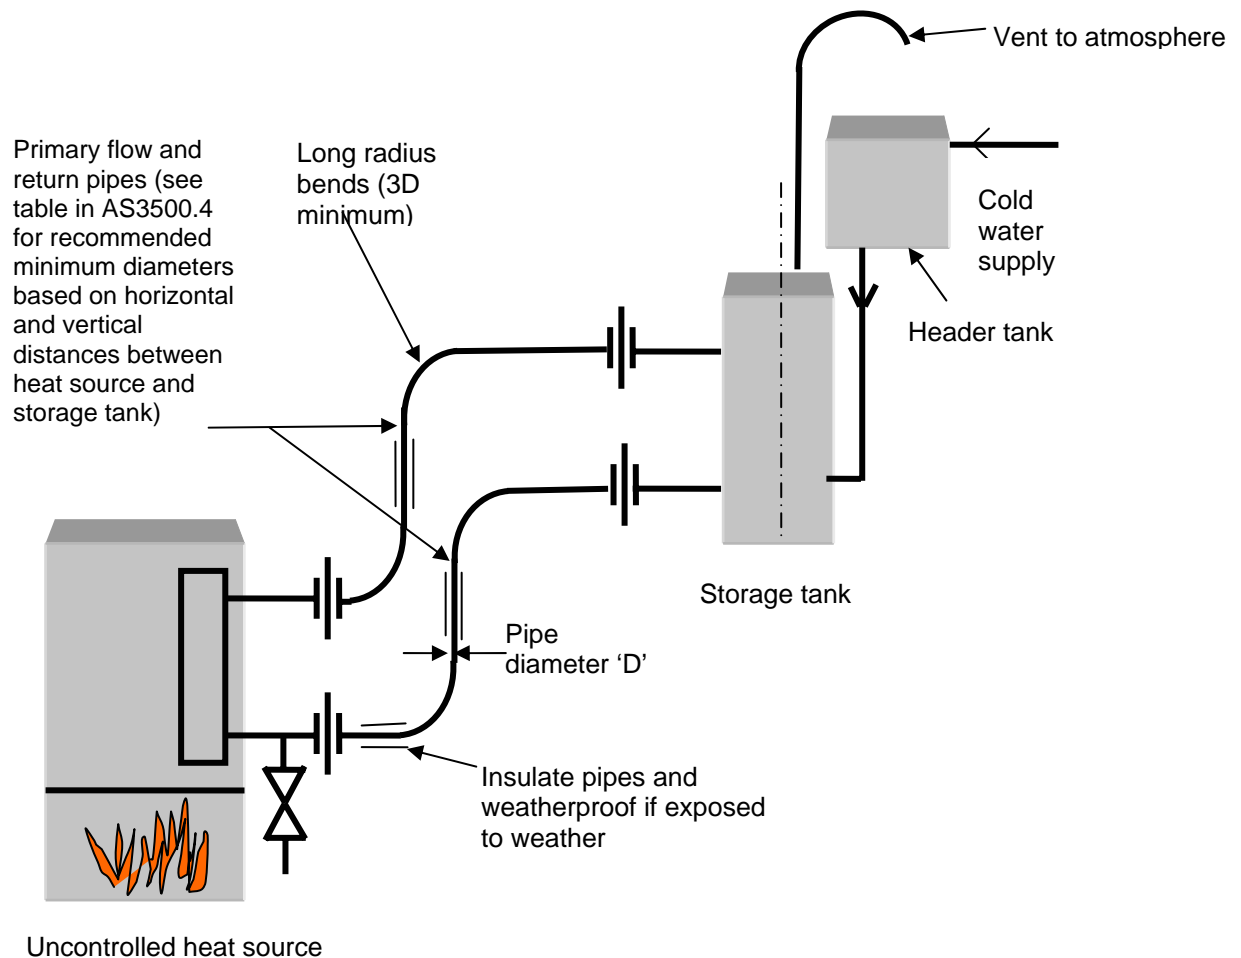 Vent to atmosphere
Primary flow and
return pipes (see
table in AS3500.4
for recommended
minimum diameters
based on horizontal
and vertical
distances between
heat source and
storage tank)
Long radius
bends (3D
minimum)
Cold
water
supply
Header tank
Storage tank
Pipe
diameter ‘D’
Insulate pipes and
weatherproof if exposed
to weather
Uncontrolled heat source